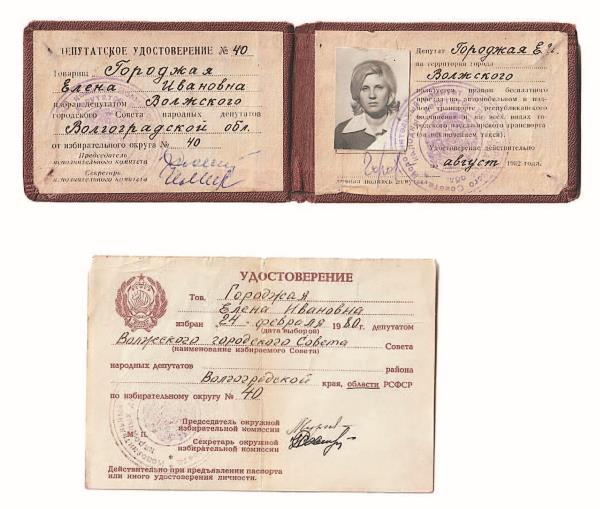 ДЕПУТАТСКОЕ УДОСТОВЕРЕНИЕ № 40
Товарищ Городжая
Елена Ивановна
избран депутатом Волжского
городского Совета народных депутатов
Волгоградской обл.
от избирательного округа № 40
Председатель
исполнительного комитета
Секретарь
исполнительного комитета
Депутат Городжая Е.И.
на территории города
Волжского
пользуется правом бесплатного
проезда на автомобильном и
транспорте республиканского
подчинения и на всех видах
городского пассажирского транспорта
(за исключением такси).
Удостоверение действительно
август 1982 года.
личная подпись депутата
УДОСТОВЕРЕНИЕ
Тов. Городжая
Елена Ивановна
избран 24 февраля 1980 г. депутатом
(дата выборов)
Волжского городского Совета Совета
(наименование избираемого Совета)
народных депутатов района
Волгоградской края, области РСФСР
по избирательному округу № 40
Председатель окружной
избирательной комиссии
М. П.
Секретарь окружной
избирательной комиссии
Действительно при предъявлении паспорта
или иного удостоверения личности.